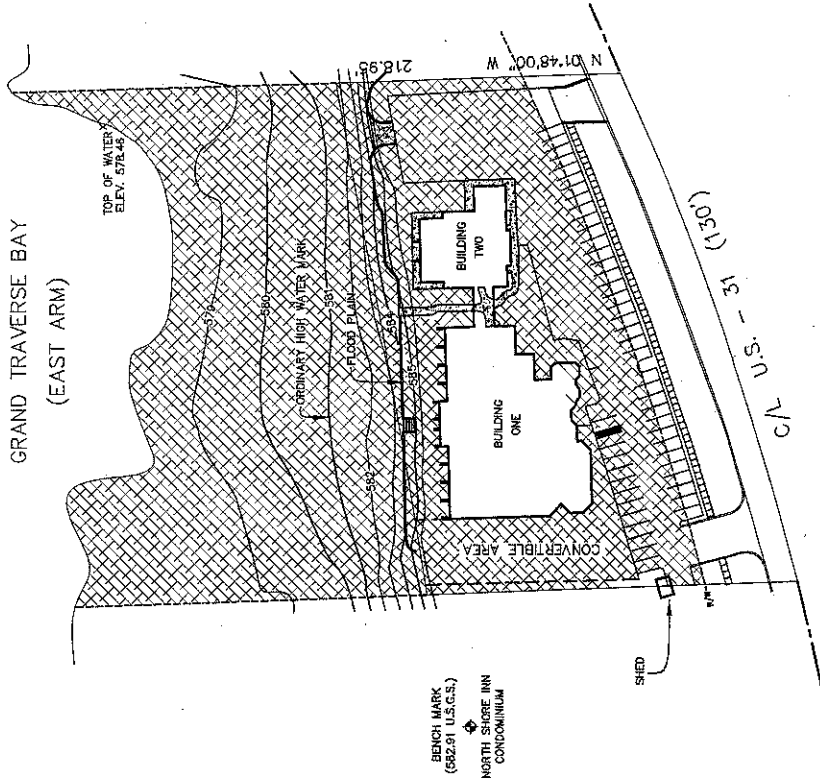 GRAND TRAVERSE BAY
(EAST ARM)
TOP OF WATER
ELEV. 578.46
579
580
ORDINARY HIGH WATER MARK
581
FLOOD PLAIN
582
584
585
218.95'
N 01°48'00" W
BUILDING
TWO
BUILDING
ONE
CONVERTIBLE AREA
C/L U.S. - 31 (130')
R/W
SHED
BENCH MARK
(582.91 U.S.G.S.)
NORTH SHORE INN
CONDOMINIUM